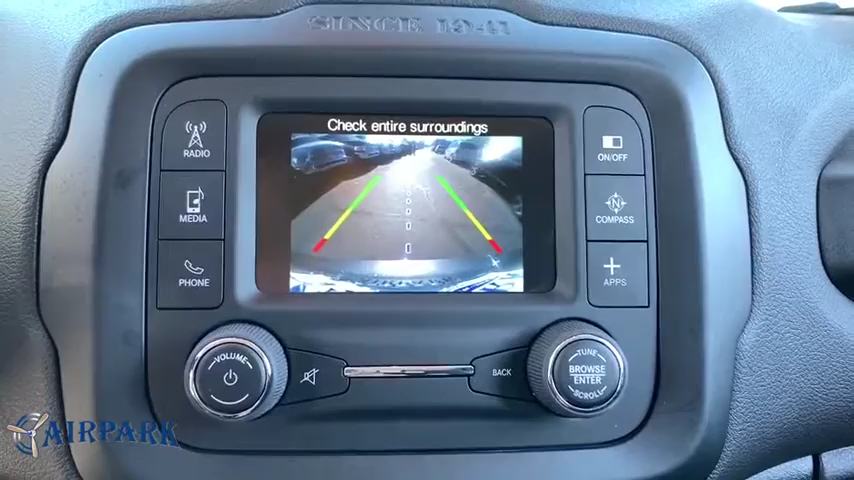 SINCE 1941
Check entire surroundings
RADIO
MEDIA
PHONE
ON/OFF
N
COMPASS
APPS
VOLUME
BACK
TUNE
BROWSE
ENTER
SCROLL
AIRPARK